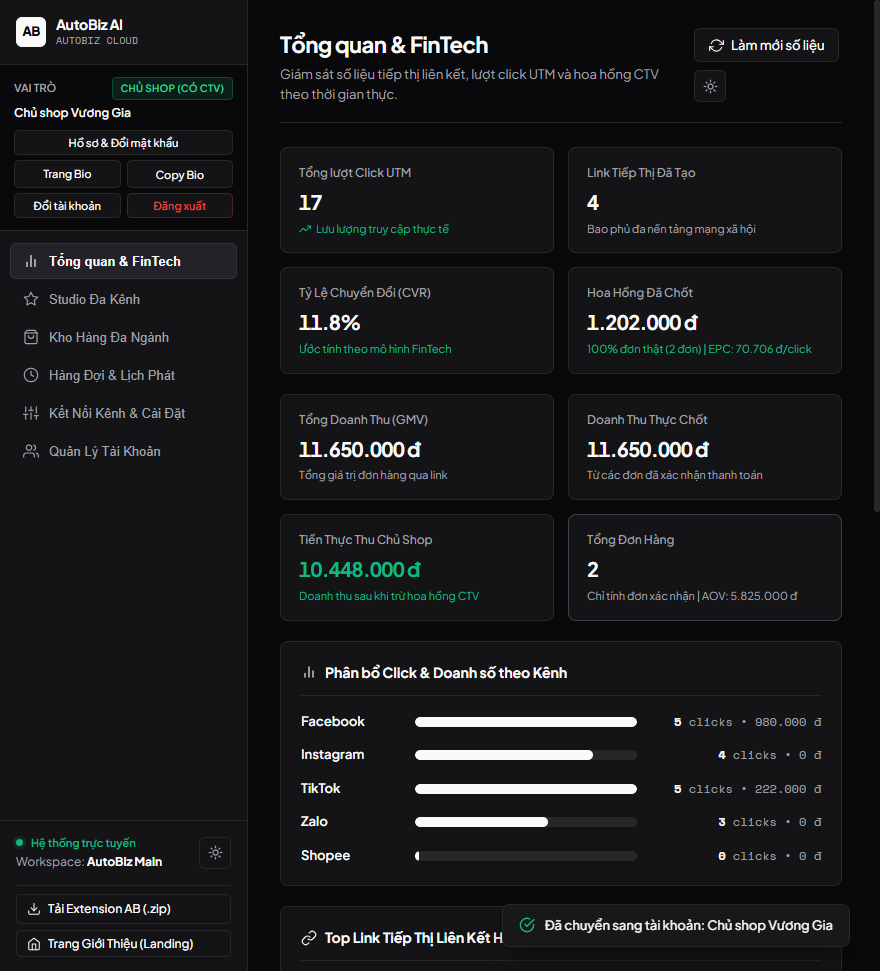 AB
AutoBiz AI
AUTOBIZ CLOUD
VAI TRÒ
CHỦ SHOP (CÓ CTV)
Chủ shop Vương Gia
Hồ sơ & Đổi mật khẩu
Trang Bio
Copy Bio
Đổi tài khoản
Đăng xuất
Tổng quan & FinTech
Studio Đa Kênh
Kho Hàng Đa Ngành
Hàng Đợi & Lịch Phát
Kết Nối Kênh & Cài Đặt
Quản Lý Tài Khoản
Hệ thống trực tuyến
Workspace: AutoBiz Main
Tải Extension AB (.zip)
Trang Giới Thiệu (Landing)
Tổng quan & FinTech
Giám sát số liệu tiếp thị liên kết, lượt click UTM và hoa hồng CTV
theo thời gian thực.
Làm mới số liệu
Tổng lượt Click UTM
17
Lưu lượng truy cập thực tế
Link Tiếp Thị Đã Tạo
4
Bao phủ đa nền tảng mạng xã hội
Tỷ Lệ Chuyển Đổi (CVR)
11.8%
Ước tính theo mô hình FinTech
Hoa Hồng Đã Chốt
1.202.000 đ
100% đơn thật (2 đơn) | EPC: 70.706 đ/click
Tổng Doanh Thu (GMV)
11.650.000 đ
Tổng giá trị đơn hàng qua link
Doanh Thu Thực Chốt
11.650.000 đ
Từ các đơn đã xác nhận thanh toán
Tiền Thực Thu Chủ Shop
10.448.000 đ
Doanh thu sau khi trừ hoa hồng CTV
Tổng Đơn Hàng
2
Chỉ tính đơn xác nhận | AOV: 5.825.000 đ
Phân bổ Click & Doanh số theo Kênh
Facebook 5 clicks • 980.000 đ
Instagram 4 clicks • 0 đ
TikTok 5 clicks • 222.000 đ
Zalo 3 clicks • 0 đ
Shopee 0 clicks • 0 đ
Top Link Tiếp Thị Liên Kết H
Đã chuyển sang tài khoản: Chủ shop Vương Gia